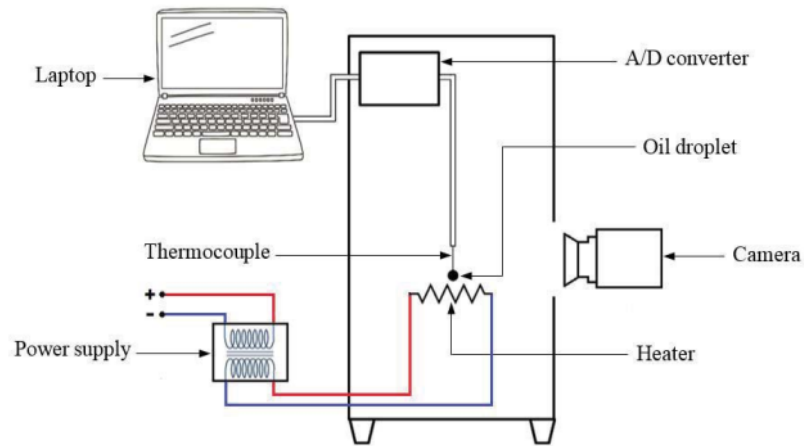 A/D converter
Laptop
Oil droplet
Thermocouple
Camera
+
-
Power supply
Heater